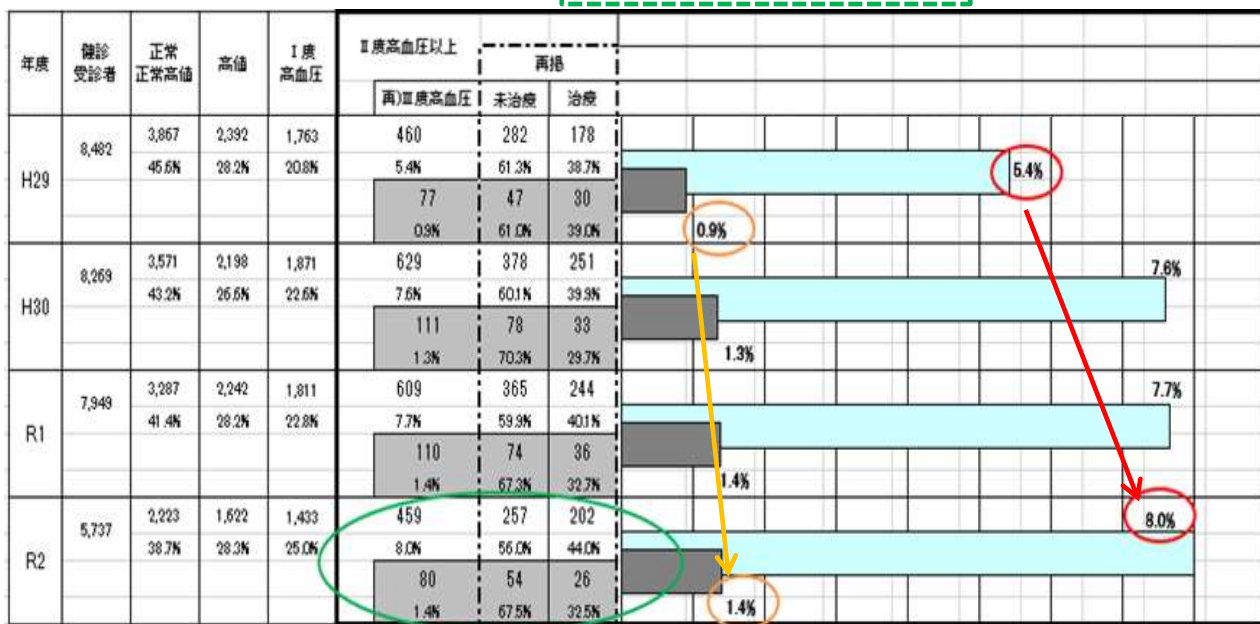 年度 健診受診者 正常正常高値 高値 Ⅰ度高血圧 Ⅱ度高血圧以上 再掲
再)Ⅲ度高血圧 未治療 治療
H29 8,482 3,867 2,392 1,763 460 282 178
45.6% 28.2% 20.8% 5.4% 61.3% 38.7% 5.4%
77 47 30
0.9% 61.0% 39.0% 0.9%
H30 8,269 3,571 2,198 1,871 629 378 251 7.6%
43.2% 26.6% 22.6% 7.6% 60.1% 39.9%
111 78 33
1.3% 70.3% 29.7% 1.3%
R1 7,949 3,287 2,242 1,811 609 365 244 7.7%
41.4% 28.2% 22.8% 7.7% 59.9% 40.1%
110 74 36
1.4% 67.3% 32.7% 1.4%
R2 5,737 2,223 1,622 1,433 459 257 202 8.0%
38.7% 28.3% 25.0% 8.0% 56.0% 44.0%
80 54 26
1.4% 67.5% 32.5% 1.4%